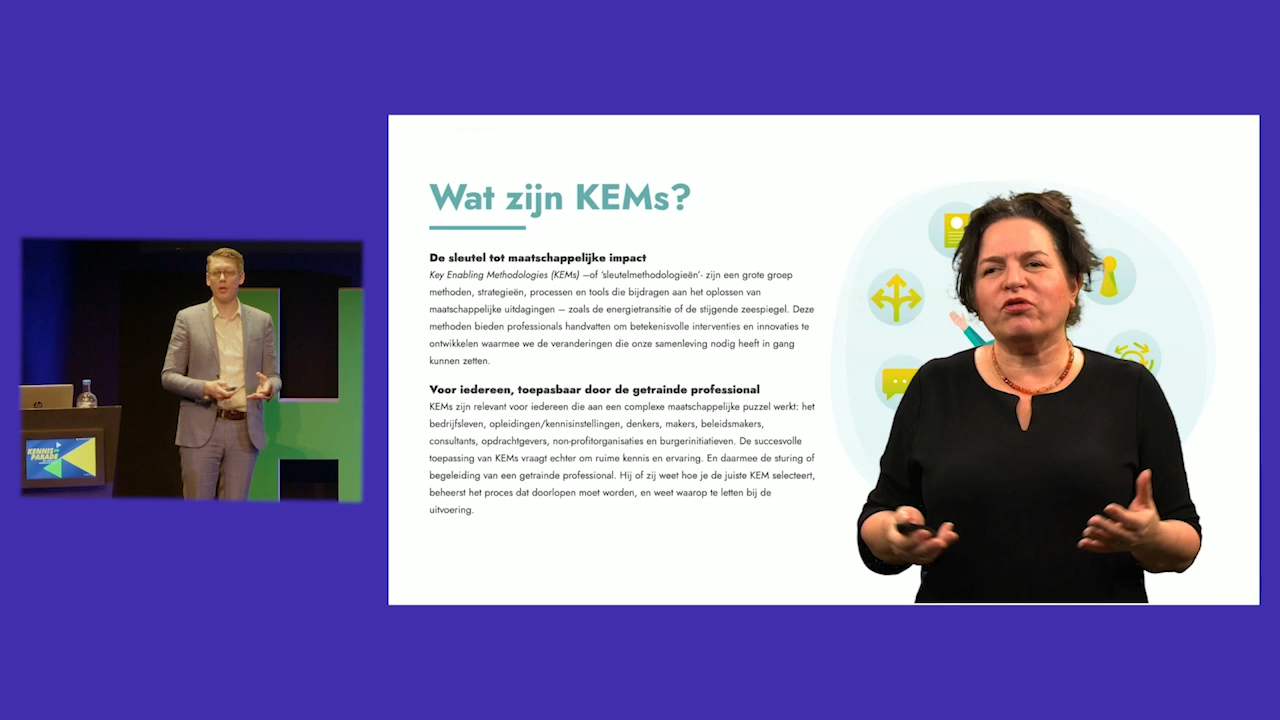 Wat zijn KEMs?
De sleutel tot maatschappelijke impact
Key Enabling Methodologies (KEMs) –of 'sleutelmethodologieën'- zijn een grote groep
methoden, strategieën, processen en tools die bijdragen aan het oplossen van
maatschappelijke uitdagingen – zoals de energietransitie of de stijgende zeespiegel. Deze
methoden bieden professionals handvatten om betekenisvolle interventies en innovaties te
ontwikkelen waarmee we de veranderingen die onze samenleving nodig heeft in gang
kunnen zetten.
Voor iedereen, toepasbaar door de getrainde professional
KEMs zijn relevant voor iedereen die aan een complexe maatschappelijke puzzel werkt: het
bedrijfsleven, opleidingen/kennisinstellingen, denkers, makers, beleidsmakers,
consultants, opdrachtgevers, non-profitorganisaties en burgerinitiatieven. De succesvolle
toepassing van KEMs vraagt echter om ruime kennis en ervaring. En daarmee de sturing of
begeleiding van een getrainde professional. Hij of zij weet hoe je de juiste KEM selecteert,
beheerst het proces dat doorlopen moet worden, en weet waarop te letten bij de
uitvoering.
KENNIS
PARADE